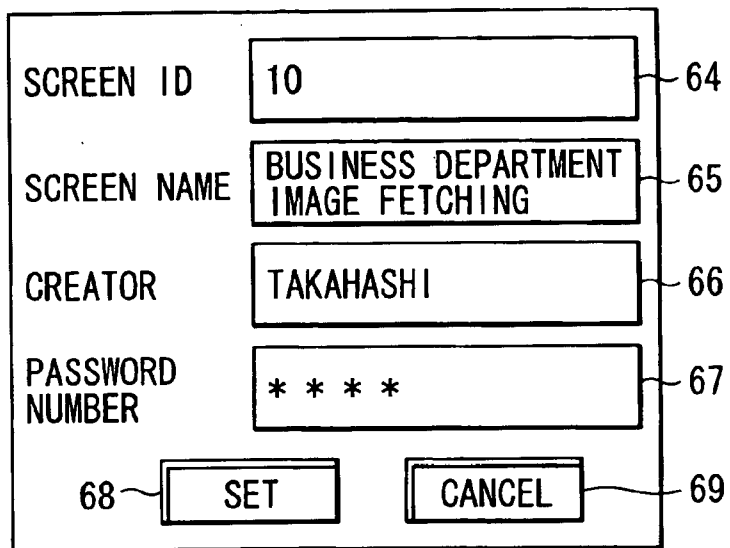 SCREEN ID 10 64
SCREEN NAME BUSINESS DEPARTMENT IMAGE FETCHING 65
CREATOR TAKAHASHI 66
PASSWORD NUMBER * * * * 67
68 SET CANCEL 69